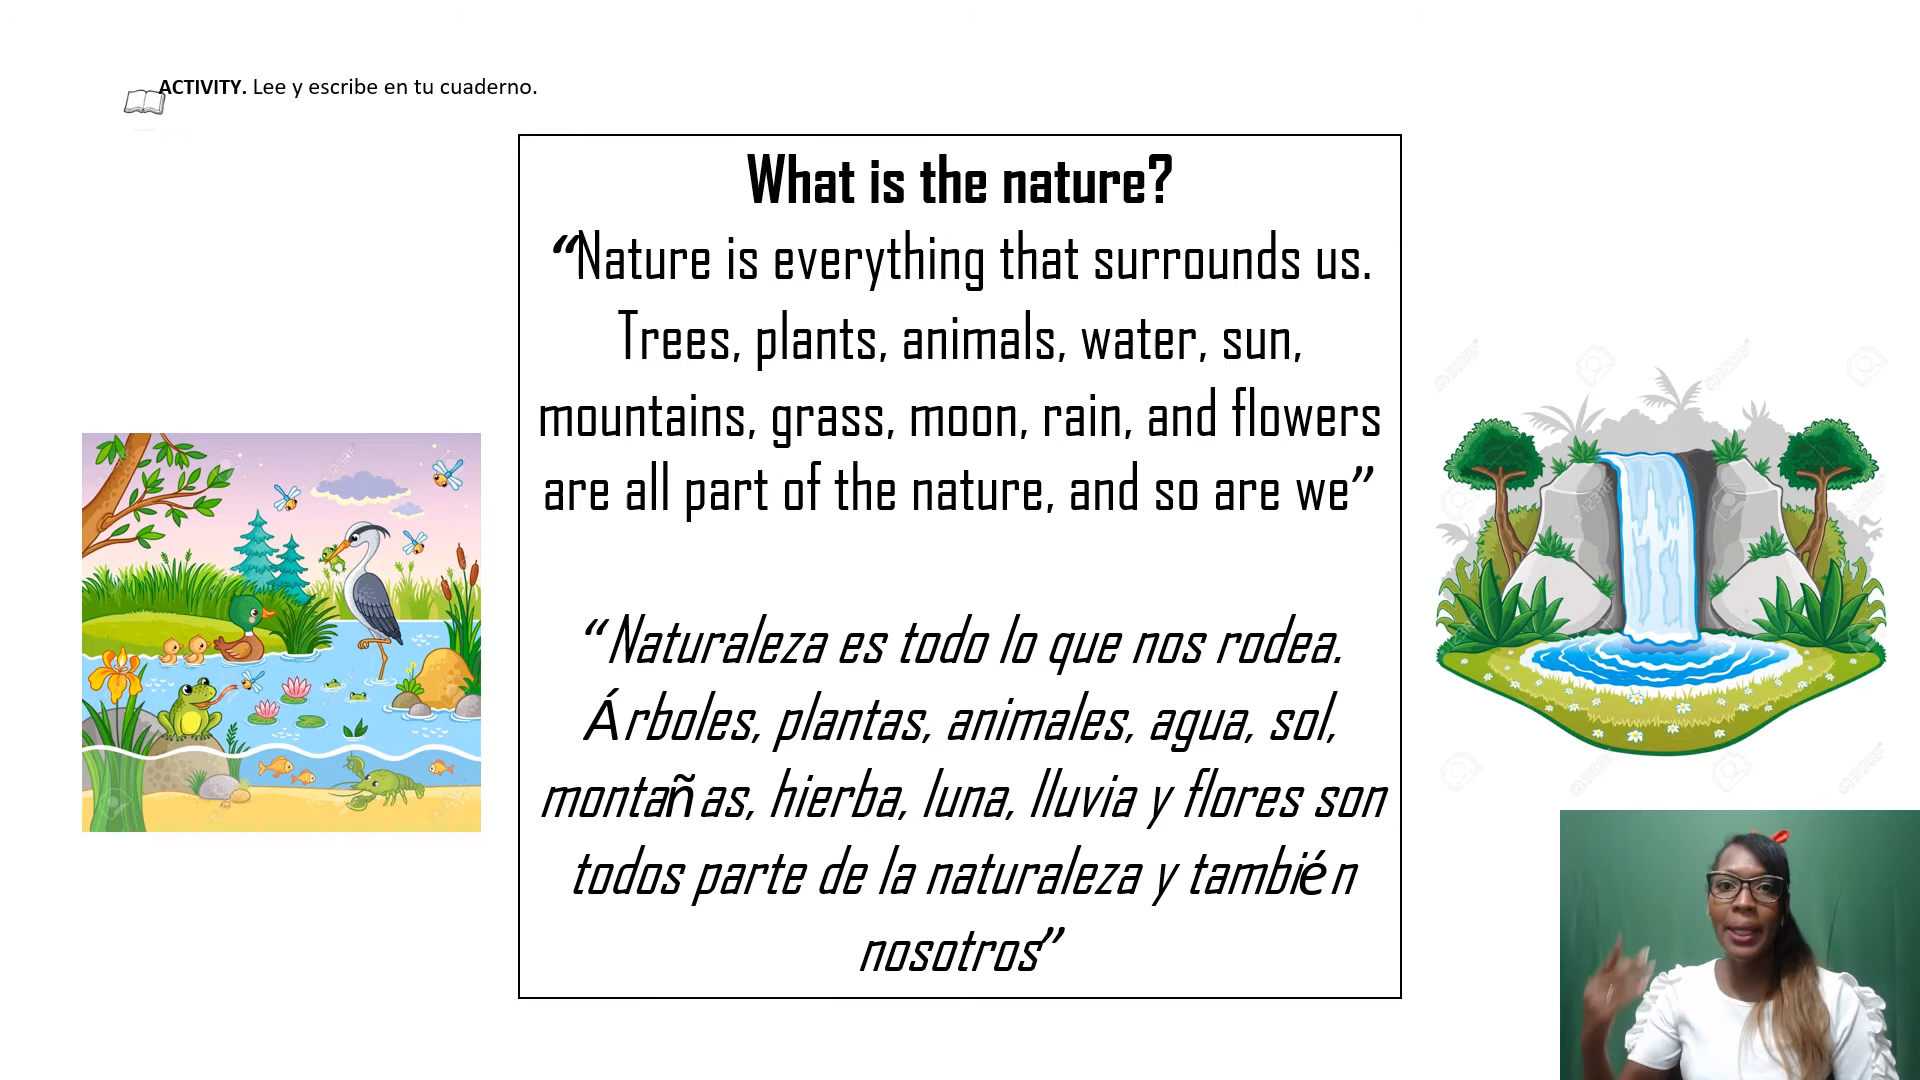 ACTIVITY. Lee y escribe en tu cuaderno.
What is the nature?
“Nature is everything that surrounds us.
Trees, plants, animals, water, sun,
mountains, grass, moon, rain, and flowers
are all part of the nature, and so are we”
“Naturaleza es todo lo que nos rodea.
Árboles, plantas, animales, agua, sol,
montañas, hierba, luna, lluvia y flores son
todos parte de la naturaleza y también
nosotros”